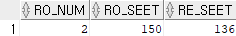 RO_NUM RO_SEET RE_SEET
1 2 150 136